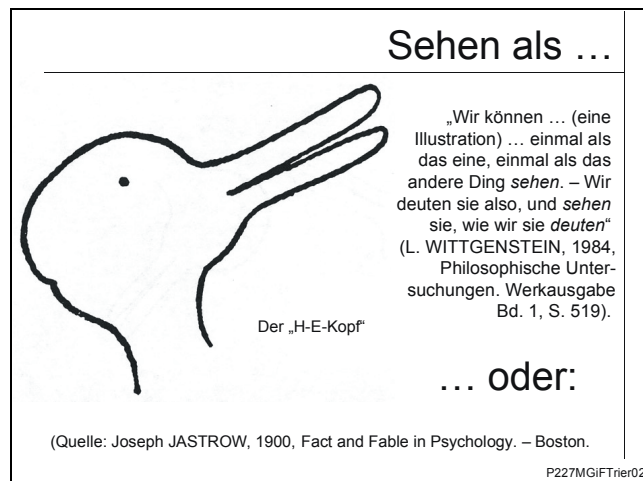 Sehen als …
„Wir können … (eine
Illustration) … einmal als
das eine, einmal als das
andere Ding sehen. – Wir
deuten sie also, und sehen
sie, wie wir sie deuten“
(L. WITTGENSTEIN, 1984,
Philosophische Unter-
suchungen. Werkausgabe
Bd. 1, S. 519).
Der „H-E-Kopf“
… oder:
(Quelle: Joseph JASTROW, 1900, Fact and Fable in Psychology. – Boston.
P227MGiFTrier02